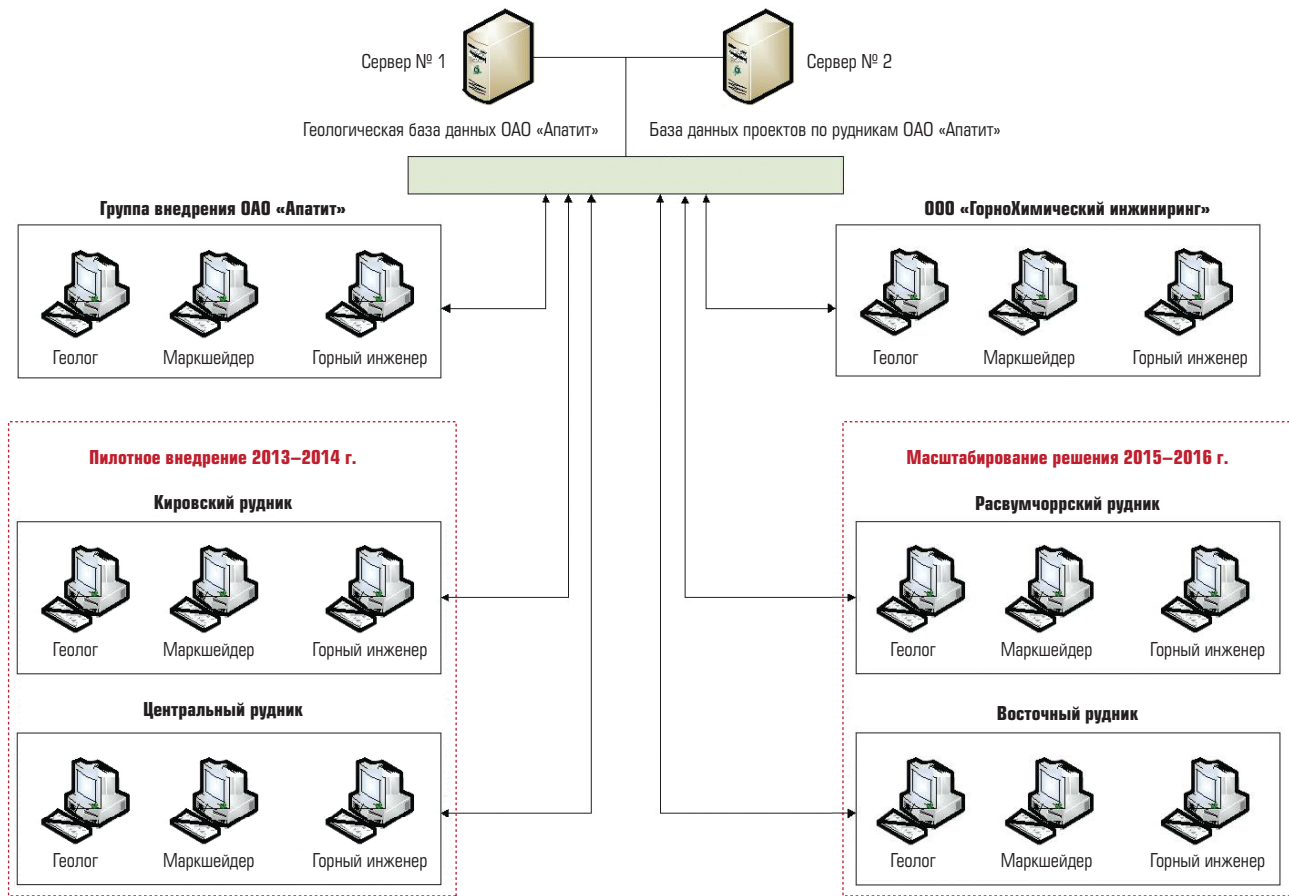 Сервер № 1
Сервер № 2
Геологическая база данных ОАО «Апатит»
База данных проектов по рудникам ОАО «Апатит»
Группа внедрения ОАО «Апатит»
Геолог
Маркшейдер
Горный инженер
ООО «ГорноХимический инжиниринг»
Геолог
Маркшейдер
Горный инженер
Пилотное внедрение 2013–2014 г.
Кировский рудник
Геолог
Маркшейдер
Горный инженер
Центральный рудник
Геолог
Маркшейдер
Горный инженер
Масштабирование решения 2015–2016 г.
Расвумчоррский рудник
Геолог
Маркшейдер
Горный инженер
Восточный рудник
Геолог
Маркшейдер
Горный инженер